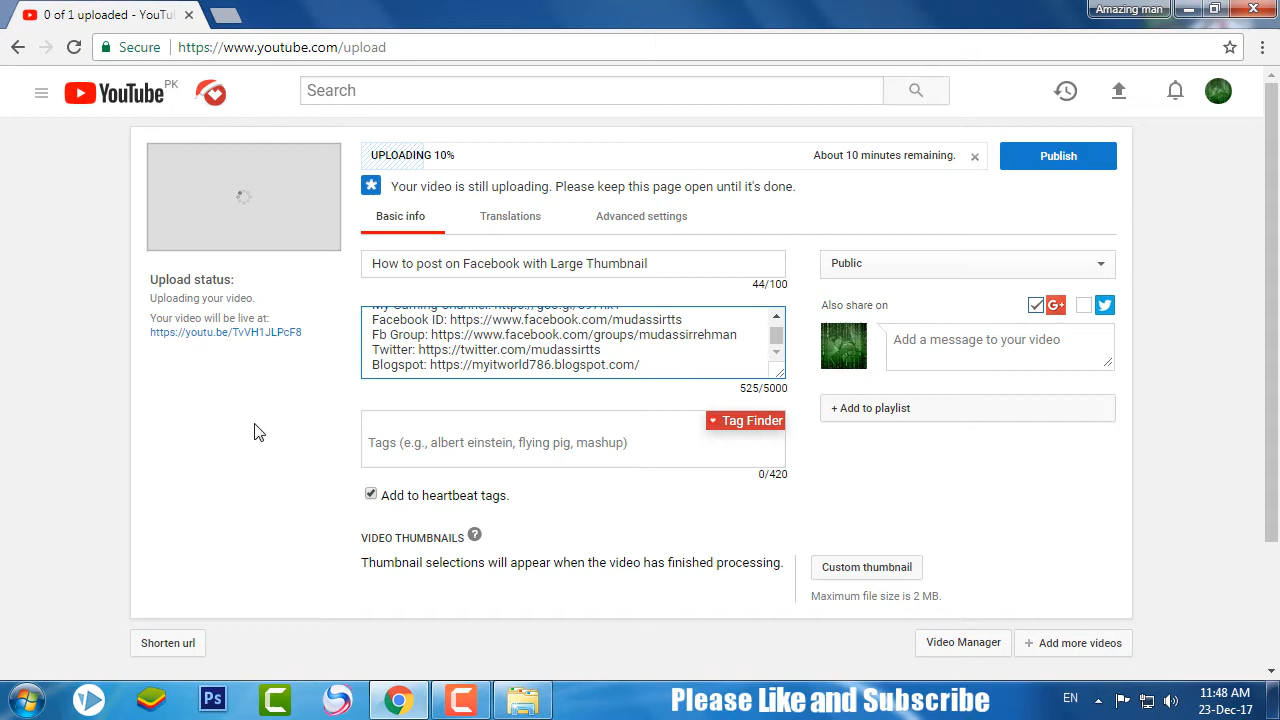 0 of 1 uploaded - YouTu
Amazing man
Secure
https://www.youtube.com/upload
YouTube PK
Search
UPLOADING 10%
About 10 minutes remaining.
Publish
Your video is still uploading. Please keep this page open until it's done.
Basic info
Translations
Advanced settings
How to post on Facebook with Large Thumbnail
44/100
Public
Upload status:
Uploading your video.
Your video will be live at:
https://youtu.be/TvVH1JLPcF8
Facebook ID: https://www.facebook.com/mudassirtts
Fb Group: https://www.facebook.com/groups/mudassirrehman
Twitter: https://twitter.com/mudassirtts
Blogspot: https://myitworld786.blogspot.com/
525/5000
Also share on
G+
Add a message to your video
+ Add to playlist
Tag Finder
Tags (e.g., albert einstein, flying pig, mashup)
0/420
Add to heartbeat tags.
VIDEO THUMBNAILS ?
Thumbnail selections will appear when the video has finished processing.
Custom thumbnail
Maximum file size is 2 MB.
Shorten url
Video Manager
+ Add more videos
Ps
Please Like and Subscribe
EN
11:48 AM
23-Dec-17